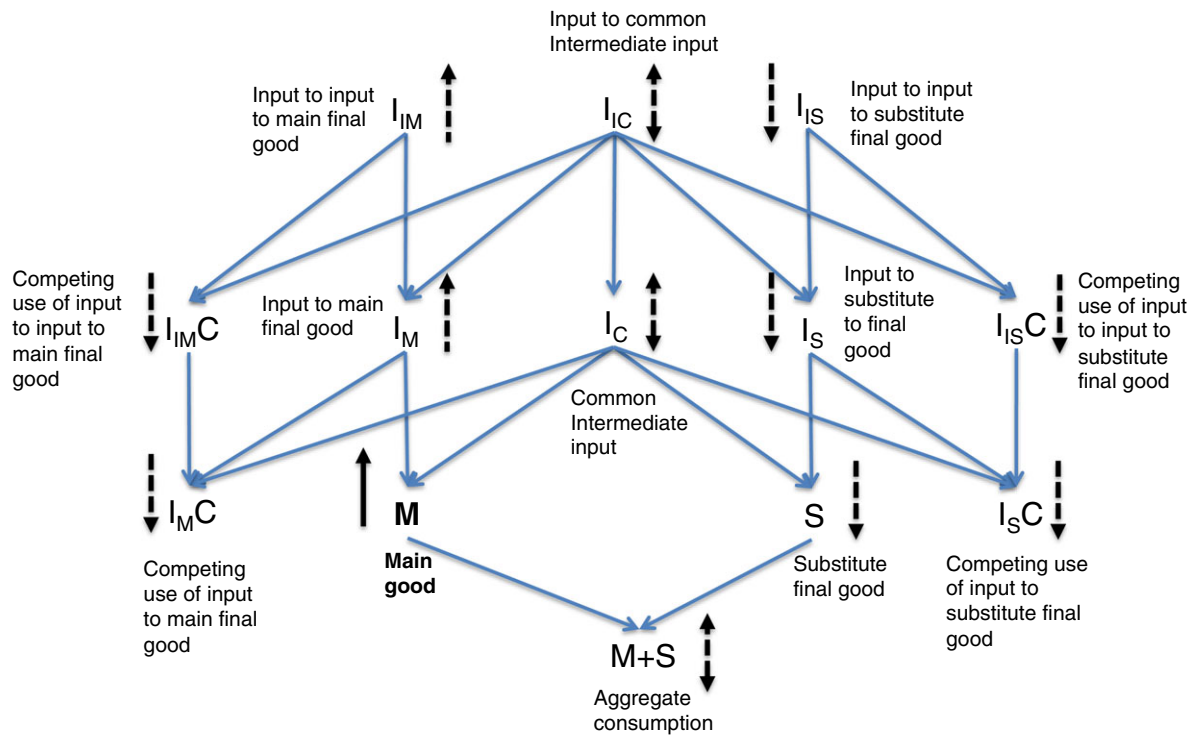 Input to common
Intermediate input
Input to input
to main final
good
I_IM
I_IC
I_IS
Input to input
to substitute
final good
Competing
use of input
to input to
main final
good
I_IMC
Input to main
final good
I_M
I_C
Common
Intermediate
input
I_S
Input to
substitute
to final
good
I_ISC
Competing
use of input
to input to
substitute
final good
I_MC
Competing
use of input
to main final
good
M
Main
good
S
Substitute
final good
I_SC
Competing use
of input to
substitute final
good
M+S
Aggregate
consumption